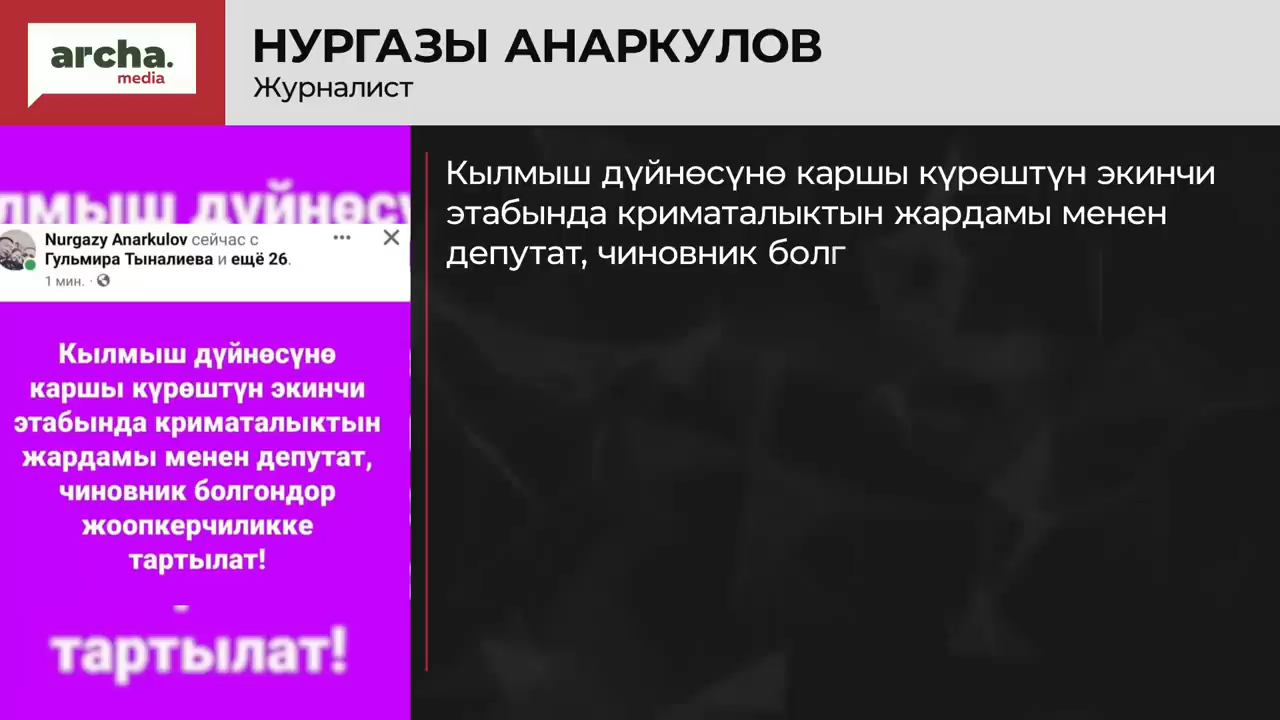 archa.
media
НУРГАЗЫ АНАРКУЛОВ
Журналист
лмыш дүйнөсү
Nurgazy Anarkulov сейчас с
Гульмира Тыналиева и ещё 26.
1 мин.
Кылмыш дүйнөсүнө
каршы күрөштүн экинчи
этабында криматалыктын
жардамы менен депутат,
чиновник болгондор
жоопкерчиликке
тартылат!
тартылат!
Кылмыш дүйнөсүнө каршы күрөштүн экинчи
этабында криматалыктын жардамы менен
депутат, чиновник болг